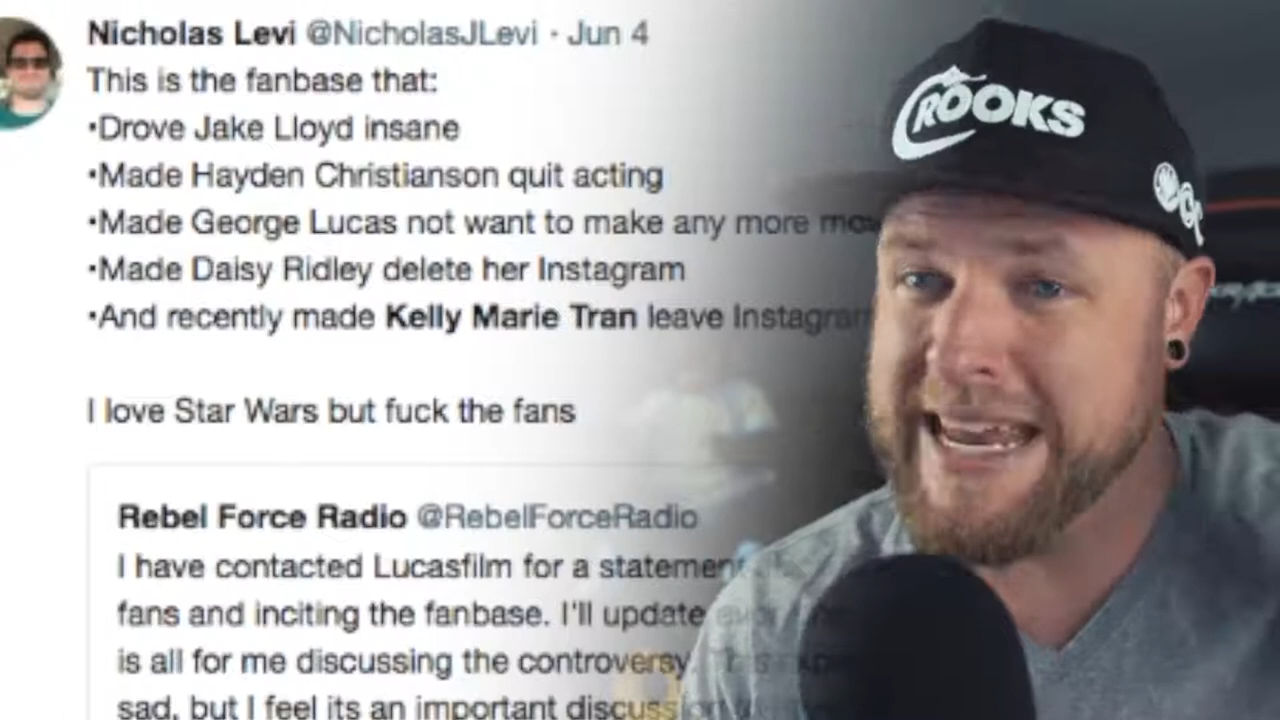 Nicholas Levi @NicholasJLevi · Jun 4
This is the fanbase that:
•Drove Jake Lloyd insane
•Made Hayden Christianson quit acting
•Made George Lucas not want to make any more
•Made Daisy Ridley delete her Instagram
•And recently made Kelly Marie Tran leave Instagram
I love Star Wars but fuck the fans
Rebel Force Radio @RebelForceRadio
I have contacted Lucasfilm for a statement
fans and inciting the fanbase. I'll update
is all for me discussing the controversy.
sad, but I feel its an important discussion
CROOKS